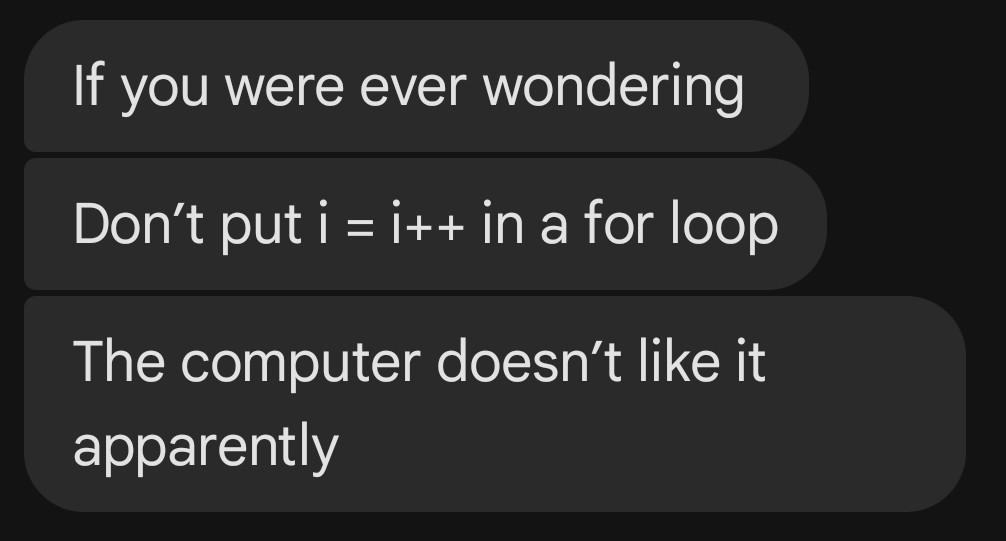 If you were ever wondering
Don’t put i = i++ in a for loop
The computer doesn’t like it
apparently